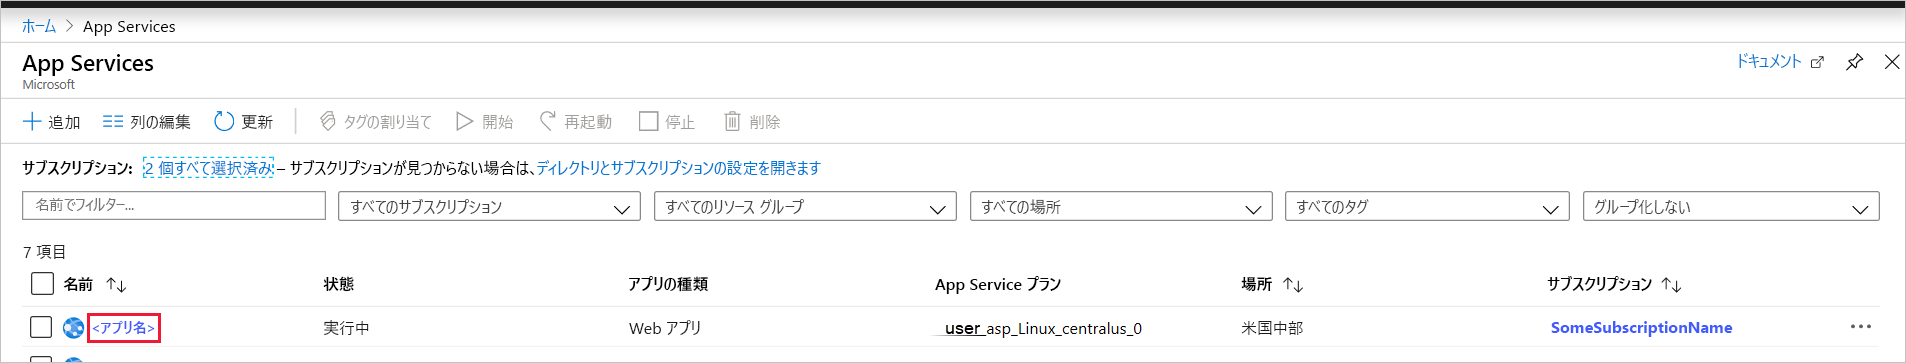 ホーム > App Services
App Services
Microsoft
ドキュメント
追加 列の編集 更新 タグの割り当て 開始 再起動 停止 削除
サブスクリプション: 2 個すべて選択済み – サブスクリプションが見つからない場合は、ディレクトリとサブスクリプションの設定を開きます
名前でフィルター... すべてのサブスクリプション すべてのリソース グループ すべての場所 すべてのタグ グループ化しない
7 項目
名前 ↑↓ 状態 アプリの種類 App Service プラン 場所 ↑↓ サブスクリプション ↑↓
<アプリ名> 実行中 Web アプリ user_asp_Linux_centralus_0 米国中部 SomeSubscriptionName ...